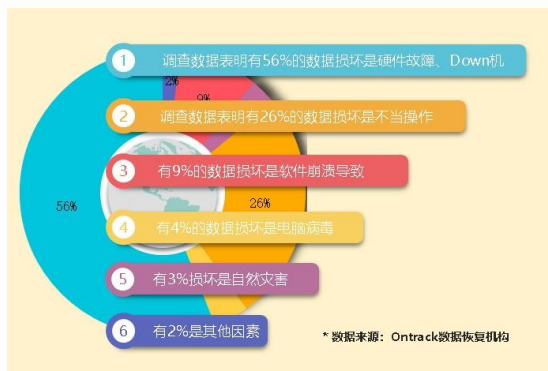 2%
1 调查数据表明有56%的数据损坏是硬件故障、Down机
9%
2 调查数据表明有26%的数据损坏是不当操作
3 有9%的数据损坏是软件崩溃导致
56%
26%
4 有4%的数据损坏是电脑病毒
5 有3%损坏是自然灾害
6 有2%是其他因素
* 数据来源：Ontrack数据恢复机构